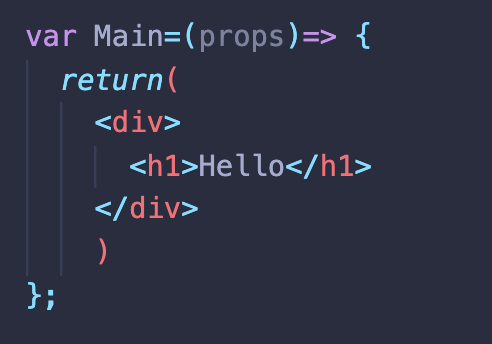 var Main=(props)=> {
return(
<div>
<h1>Hello</h1>
</div>
)
};